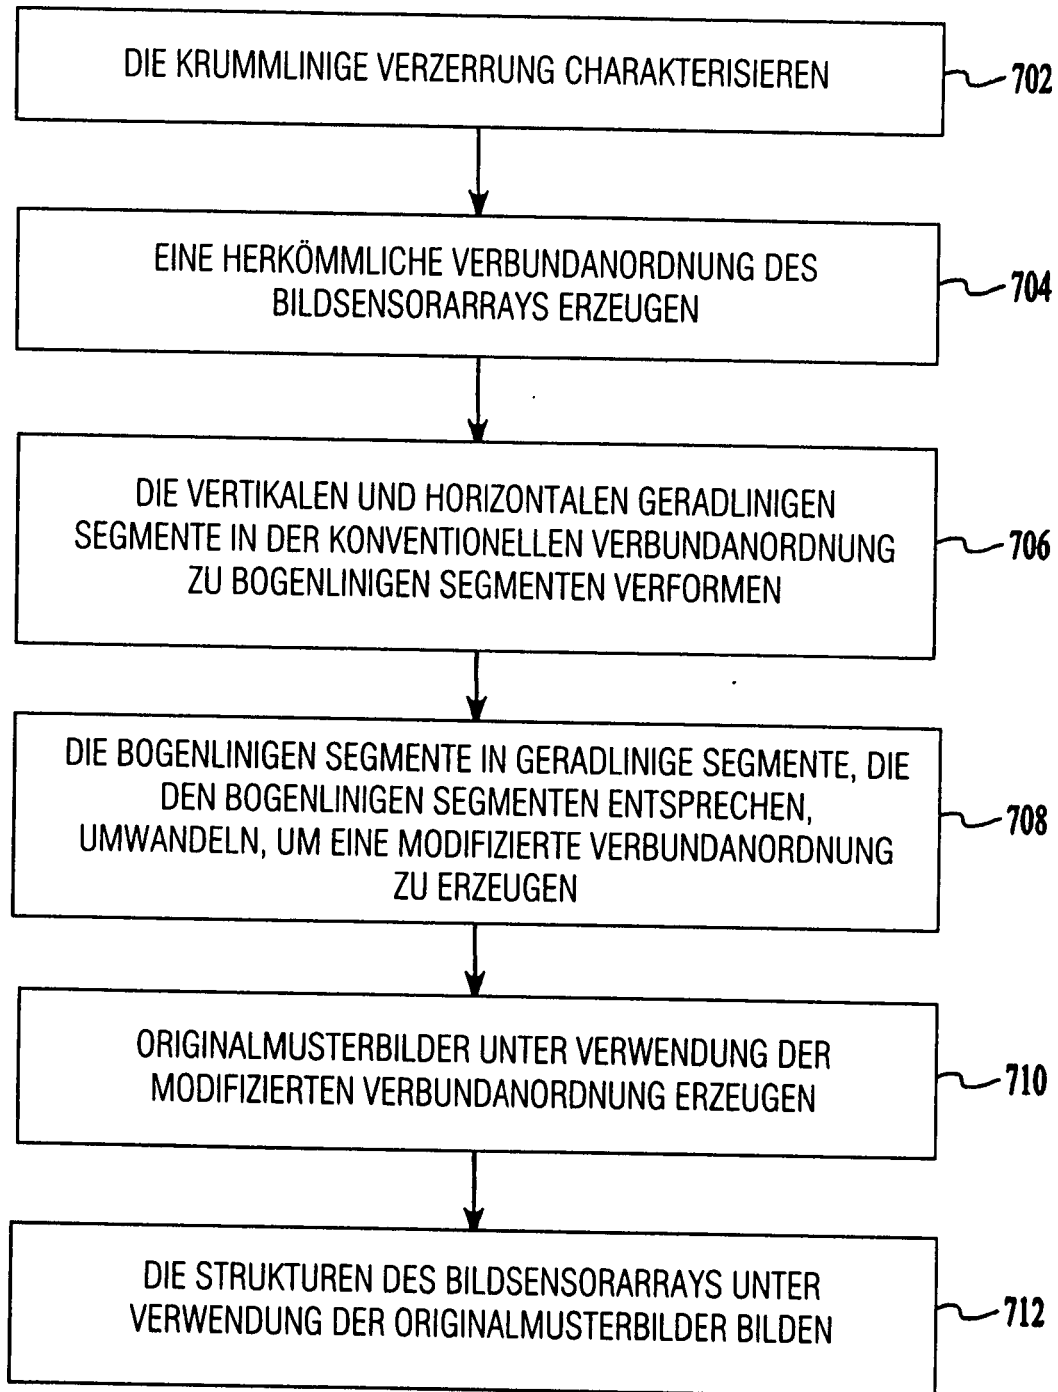 DIE KRUMMLINIGE VERZERRUNG CHARAKTERISIEREN
702
EINE HERKÖMMLICHE VERBUNDANORDNUNG DES
BILDSENSORARRAYS ERZEUGEN
704
DIE VERTIKALEN UND HORIZONTALEN GERADLINIGEN
SEGMENTE IN DER KONVENTIONELLEN VERBUNDANORDNUNG
ZU BOGENLINIGEN SEGMENTEN VERFORMEN
706
DIE BOGENLINIGEN SEGMENTE IN GERADLINIGE SEGMENTE, DIE
DEN BOGENLINIGEN SEGMENTEN ENTSPRECHEN,
UMWANDELN, UM EINE MODIFIZIERTE VERBUNDANORDNUNG
ZU ERZEUGEN
708
ORIGINALMUSTERBILDER UNTER VERWENDUNG DER
MODIFIZIERTEN VERBUNDANORDNUNG ERZEUGEN
710
DIE STRUKTUREN DES BILDSENSORARRAYS UNTER
VERWENDUNG DER ORIGINALMUSTERBILDER BILDEN
712